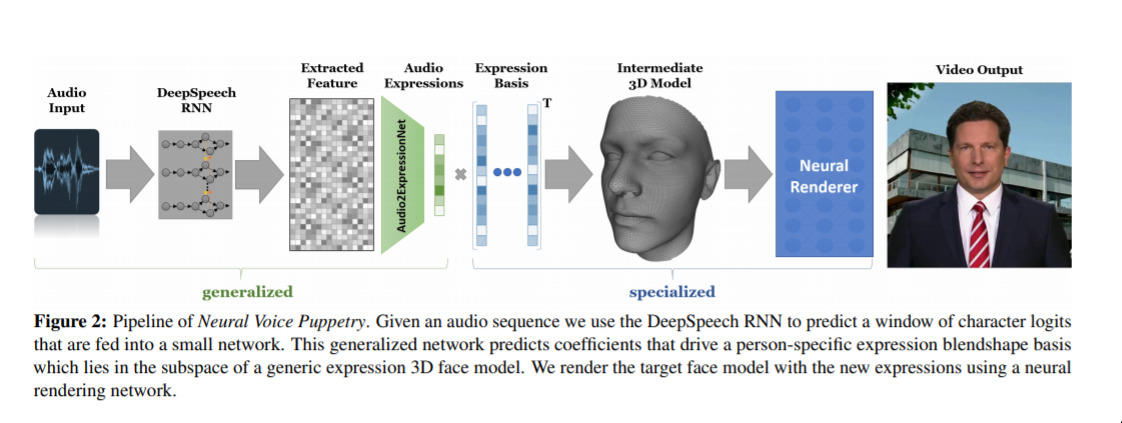 Audio
Input
DeepSpeech
RNN
Extracted
Feature
Audio
Expressions
Expression
Basis
Intermediate
3D Model
Video Output
Audio2ExpressionNet
T
Neural
Renderer
generalized
specialized
Figure 2: Pipeline of Neural Voice Puppetry. Given an audio sequence we use the DeepSpeech RNN to predict a window of character logits
that are fed into a small network. This generalized network predicts coefficients that drive a person-specific expression blendshape basis
which lies in the subspace of a generic expression 3D face model. We render the target face model with the new expressions using a neural
rendering network.